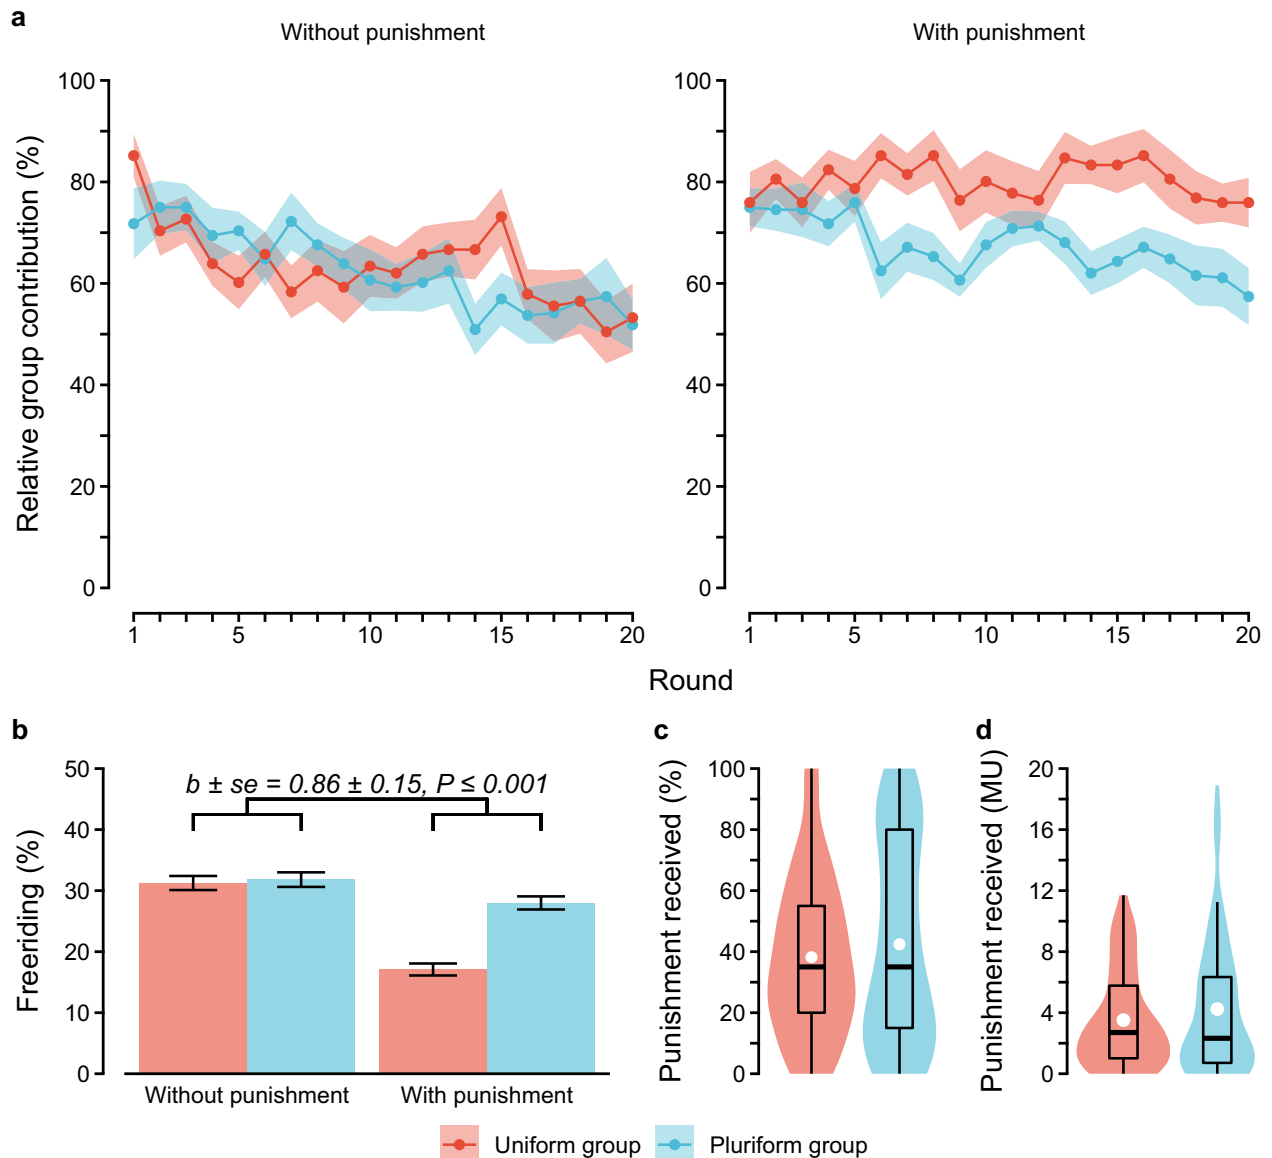 a
Without punishment
With punishment
Relative group contribution (%)
100
80
60
40
20
0
1
5
10
15
20
100
80
60
40
20
0
1
5
10
15
20
Round
b
Freeriding (%)
50
40
30
20
10
0
b ± se = 0.86 ± 0.15, P ≤ 0.001
Without punishment
With punishment
c
Punishment received (%)
100
80
60
40
20
0
d
Punishment received (MU)
20
16
12
8
4
0
Uniform group
Pluriform group